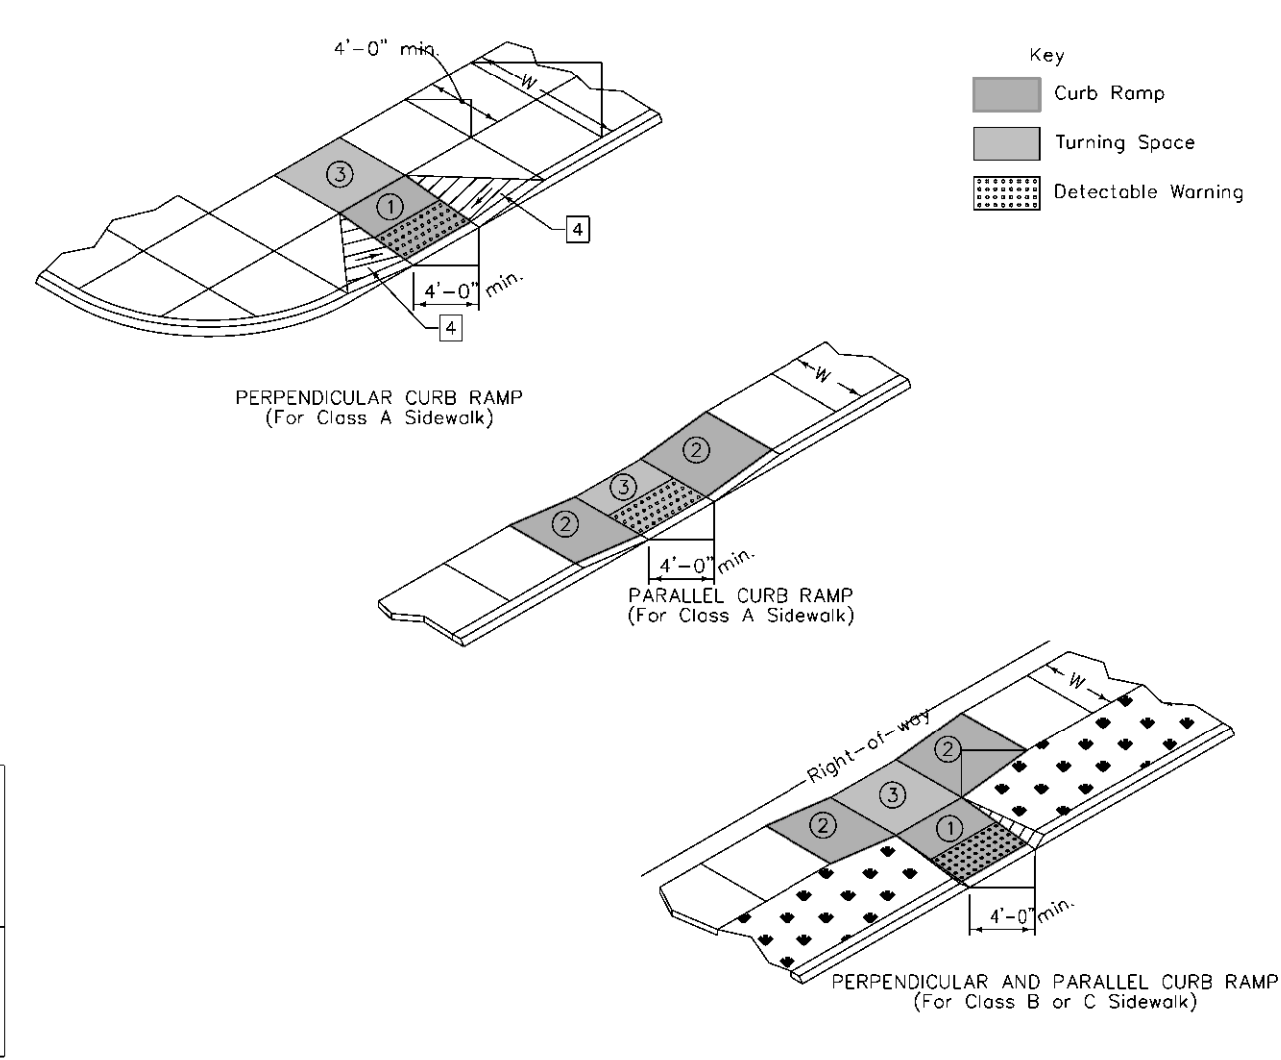 4'-0" min.
W
Key
Curb Ramp
Turning Space
Detectable Warning
3
1
4
4'-0" min.
4
PERPENDICULAR CURB RAMP
(For Class A Sidewalk)
W
2
3
2
4'-0" min.
PARALLEL CURB RAMP
(For Class A Sidewalk)
W
Right-of-way
2
3
2
1
4'-0" min.
PERPENDICULAR AND PARALLEL CURB RAMP
(For Class B or C Sidewalk)